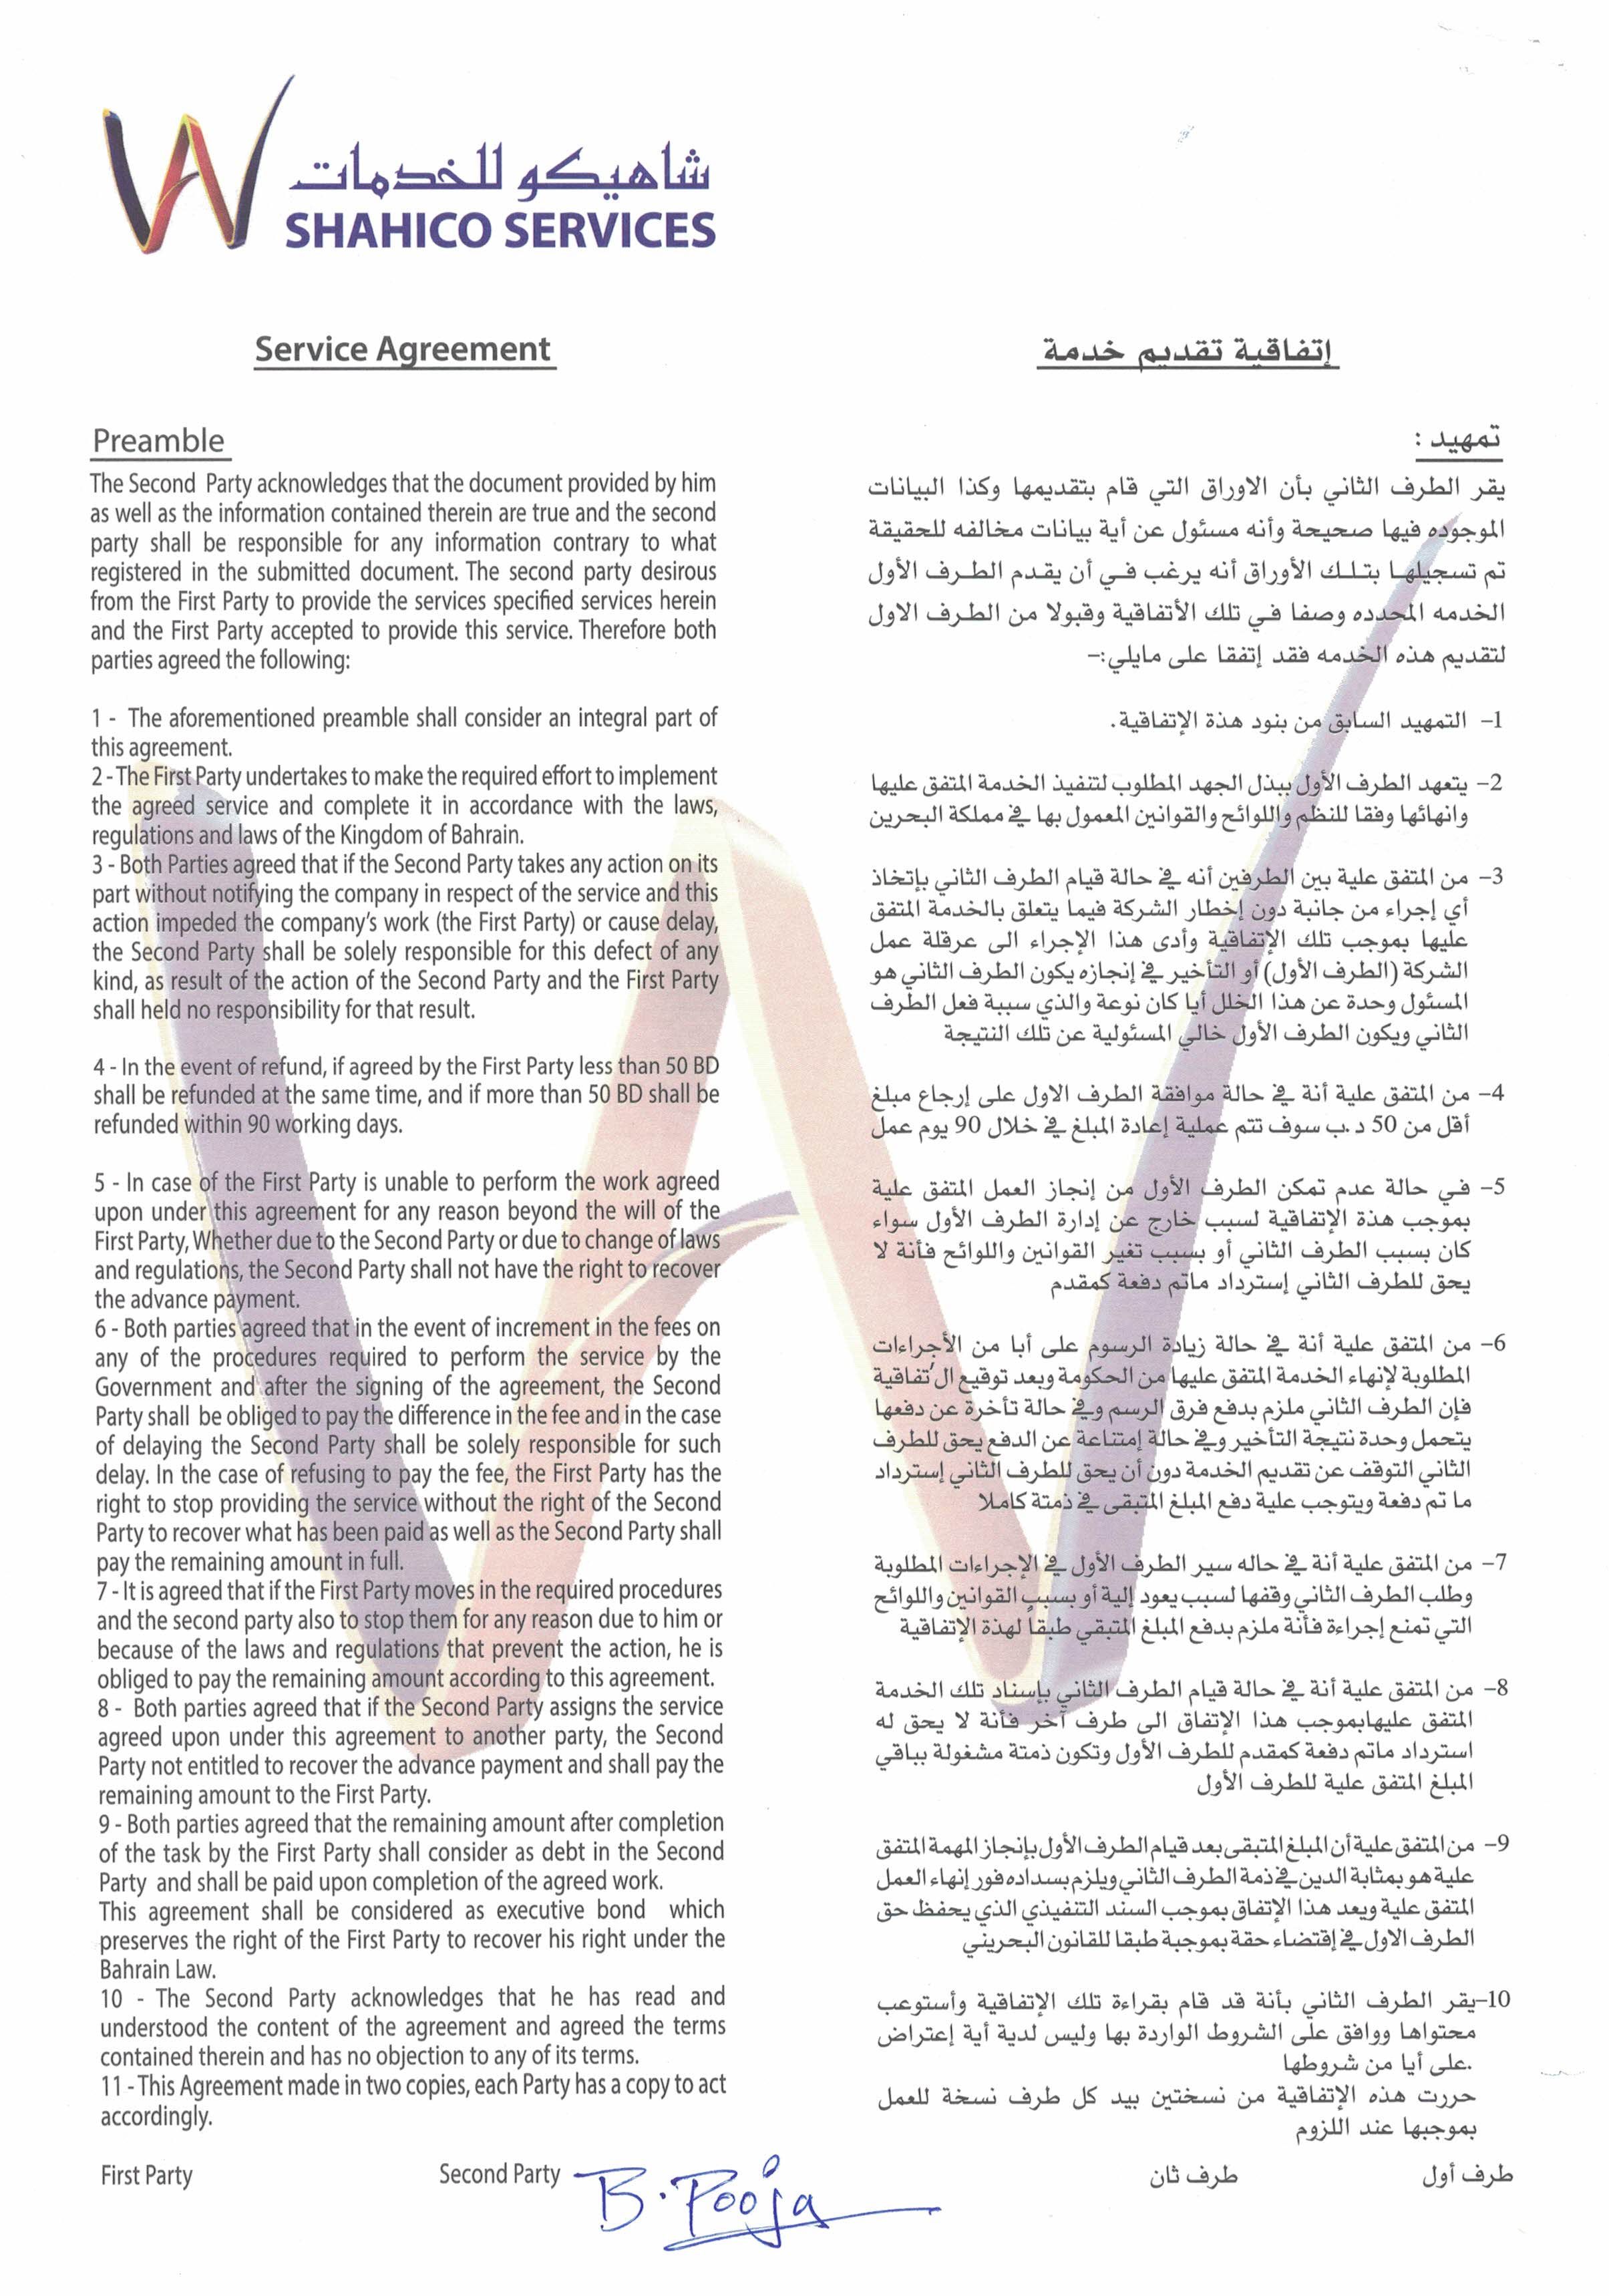 شاهيكو للخدمات
SHAHICO SERVICES
Service Agreement
Preamble
The Second Party acknowledges that the document provided by him
as well as the information contained therein are true and the second
party shall be responsible for any information contrary to what
registered in the submitted document. The second party desirous
from the First Party to provide the services specified services herein
and the First Party accepted to provide this service. Therefore both
parties agreed the following:
1 - The aforementioned preamble shall consider an integral part of
this agreement.
2 - The First Party undertakes to make the required effort to implement
the agreed service and complete it in accordance with the laws,
regulations and laws of the Kingdom of Bahrain.
3 - Both Parties agreed that if the Second Party takes any action on its
part without notifying the company in respect of the service and this
action impeded the company's work (the First Party) or cause delay,
the Second Party shall be solely responsible for this defect of any
kind, as result of the action of the Second Party and the First Party
shall held no responsibility for that result.
4 - In the event of refund, if agreed by the First Party less than 50 BD
shall be refunded at the same time, and if more than 50 BD shall be
refunded within 90 working days.
5 - In case of the First Party is unable to perform the work agreed
upon under this agreement for any reason beyond the will of the
First Party, Whether due to the Second Party or due to change of laws
and regulations, the Second Party shall not have the right to recover
the advance payment.
6 - Both parties agreed that in the event of increment in the fees on
any of the procedures required to perform the service by the
Government and after the signing of the agreement, the Second
Party shall be obliged to pay the difference in the fee and in the case
of delaying the Second Party shall be solely responsible for such
delay. In the case of refusing to pay the fee, the First Party has the
right to stop providing the service without the right of the Second
Party to recover what has been paid as well as the Second Party shall
pay the remaining amount in full.
7 - It is agreed that if the First Party moves in the required procedures
and the second party also to stop them for any reason due to him or
because of the laws and regulations that prevent the action, he is
obliged to pay the remaining amount according to this agreement.
8 - Both parties agreed that if the Second Party assigns the service
agreed upon under this agreement to another party, the Second
Party not entitled to recover the advance payment and shall pay the
remaining amount to the First Party.
9 - Both parties agreed that the remaining amount after completion
of the task by the First Party shall consider as debt in the Second
Party and shall be paid upon completion of the agreed work.
This agreement shall be considered as executive bond which
preserves the right of the First Party to recover his right under the
Bahrain Law.
10 - The Second Party acknowledges that he has read and
understood the content of the agreement and agreed the terms
contained therein and has no objection to any of its terms.
11 - This Agreement made in two copies, each Party has a copy to act
accordingly.
First Party
Second Party
B. Pooja
إتفاقية تقديم خدمة
تمهيد :
يقر الطرف الثاني بأن الاوراق التي قام بتقديمها وكذا البيانات
الموجوده فيها صحيحة وأنه مسئول عن أية بيانات مخالفه للحقيقة
تم تسجيلها بتلك الأوراق أنه يرغب في أن يقدم الطرف الأول
الخدمه المحدده وصفا في تلك الأتفاقية وقبولا من الطرف الاول
لتقديم هذه الخدمه فقد إتفقا على مايلي:-
1- التمهيد السابق من بنود هذة الإتفاقية.
2- يتعهد الطرف الأول ببذل الجهد المطلوب لتنفيذ الخدمة المتفق عليها
وانهائها وفقا للنظم واللوائح والقوانين المعمول بها في مملكة البحرين
3- من المتفق علية بين الطرفين أنه في حالة قيام الطرف الثاني بإتخاذ
أي إجراء من جانبة دون إخطار الشركة فيما يتعلق بالخدمة المتفق
عليها بموجب تلك الإتفاقية وأدى هذا الإجراء الى عرقلة عمل
الشركة (الطرف الأول) أو التأخير في إنجازه يكون الطرف الثاني هو
المسئول وحدة عن هذا الخلل أيا كان نوعة والذي سببة فعل الطرف
الثاني ويكون الطرف الأول خالي المسئولية عن تلك النتيجة
4- من المتفق علية أنة في حالة موافقة الطرف الاول على إرجاع مبلغ
أقل من 50 د.ب سوف تتم عملية إعادة المبلغ في خلال 90 يوم عمل
5- في حالة عدم تمكن الطرف الأول من إنجاز العمل المتفق علية
بموجب هذة الإتفاقية لسبب خارج عن إدارة الطرف الأول سواء
كان بسبب الطرف الثاني أو بسبب تغير القوانين واللوائح فأنة لا
يحق للطرف الثاني إسترداد ماتم دفعة كمقدم
6- من المتفق علية أنة في حالة زيادة الرسوم على أبا من الأجراءات
المطلوبة لإنهاء الخدمة المتفق عليها من الحكومة وبعد توقيع ال ُتفاقية
فإن الطرف الثاني ملزم بدفع فرق الرسم وفي حالة تأخرة عن دفعها
يتحمل وحدة نتيجة التأخير وفي حالة إمتناعة عن الدفع يحق للطرف
الثاني التوقف عن تقديم الخدمة دون أن يحق للطرف الثاني إسترداد
ما تم دفعة ويتوجب علية دفع المبلغ المتبقى في ذمتة كاملا
7- من المتفق علية أنة في حاله سير الطرف الأول في الإجراءات المطلوبة
وطلب الطرف الثاني وقفها لسبب يعود إلية أو بسبب القوانين واللوائح
التي تمنع إجراءة فأنة ملزم بدفع المبلغ المتبقي طبقاً لهذة الإتفاقية
8- من المتفق علية أنة في حالة قيام الطرف الثاني بإسناد تلك الخدمة
المتفق عليهابموجب هذا الإتفاق الى طرف آخر فأنة لا يحق له
استرداد ماتم دفعة كمقدم للطرف الأول وتكون ذمتة مشغولة بباقي
المبلغ المتفق علية للطرف الأول
9- من المتفق علية أن المبلغ المتبقى بعد قيام الطرف الأول بإنجاز المهمة المتفق
علية هو بمثابة الدين في ذمة الطرف الثاني ويلزم بسداده فور إنهاء العمل
المتفق علية ويعد هذا الإتفاق بموجب السند التنفيذي الذي يحفظ حق
الطرف الاول في إقتضاء حقة بموجبة طبقا للقانون البحريني
10-يقر الطرف الثاني بأنة قد قام بقراءة تلك الإتفاقية وأستوعب
محتواها ووافق على الشروط الواردة بها وليس لدية أية إعتراض
.على أيا من شروطها
حررت هذه الإتفاقية من نسختين بيد كل طرف نسخة للعمل
بموجبها عند اللزوم
طرف أول
طرف ثان